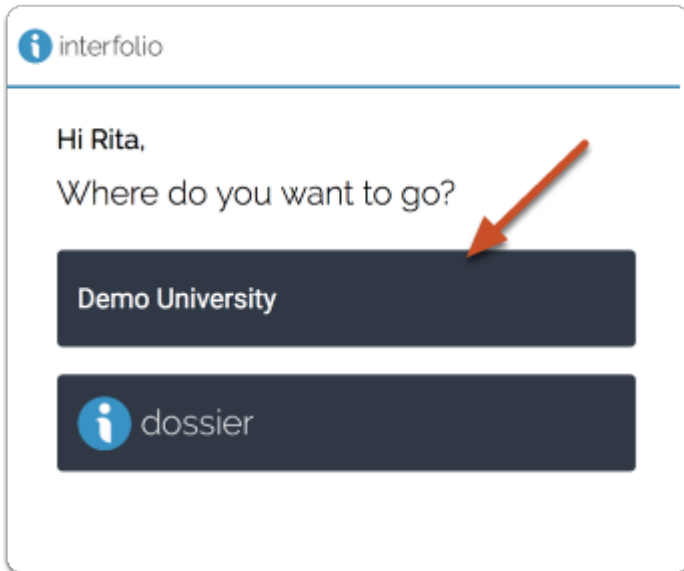 interfolio
Hi Rita,
Where do you want to go?
Demo University
dossier